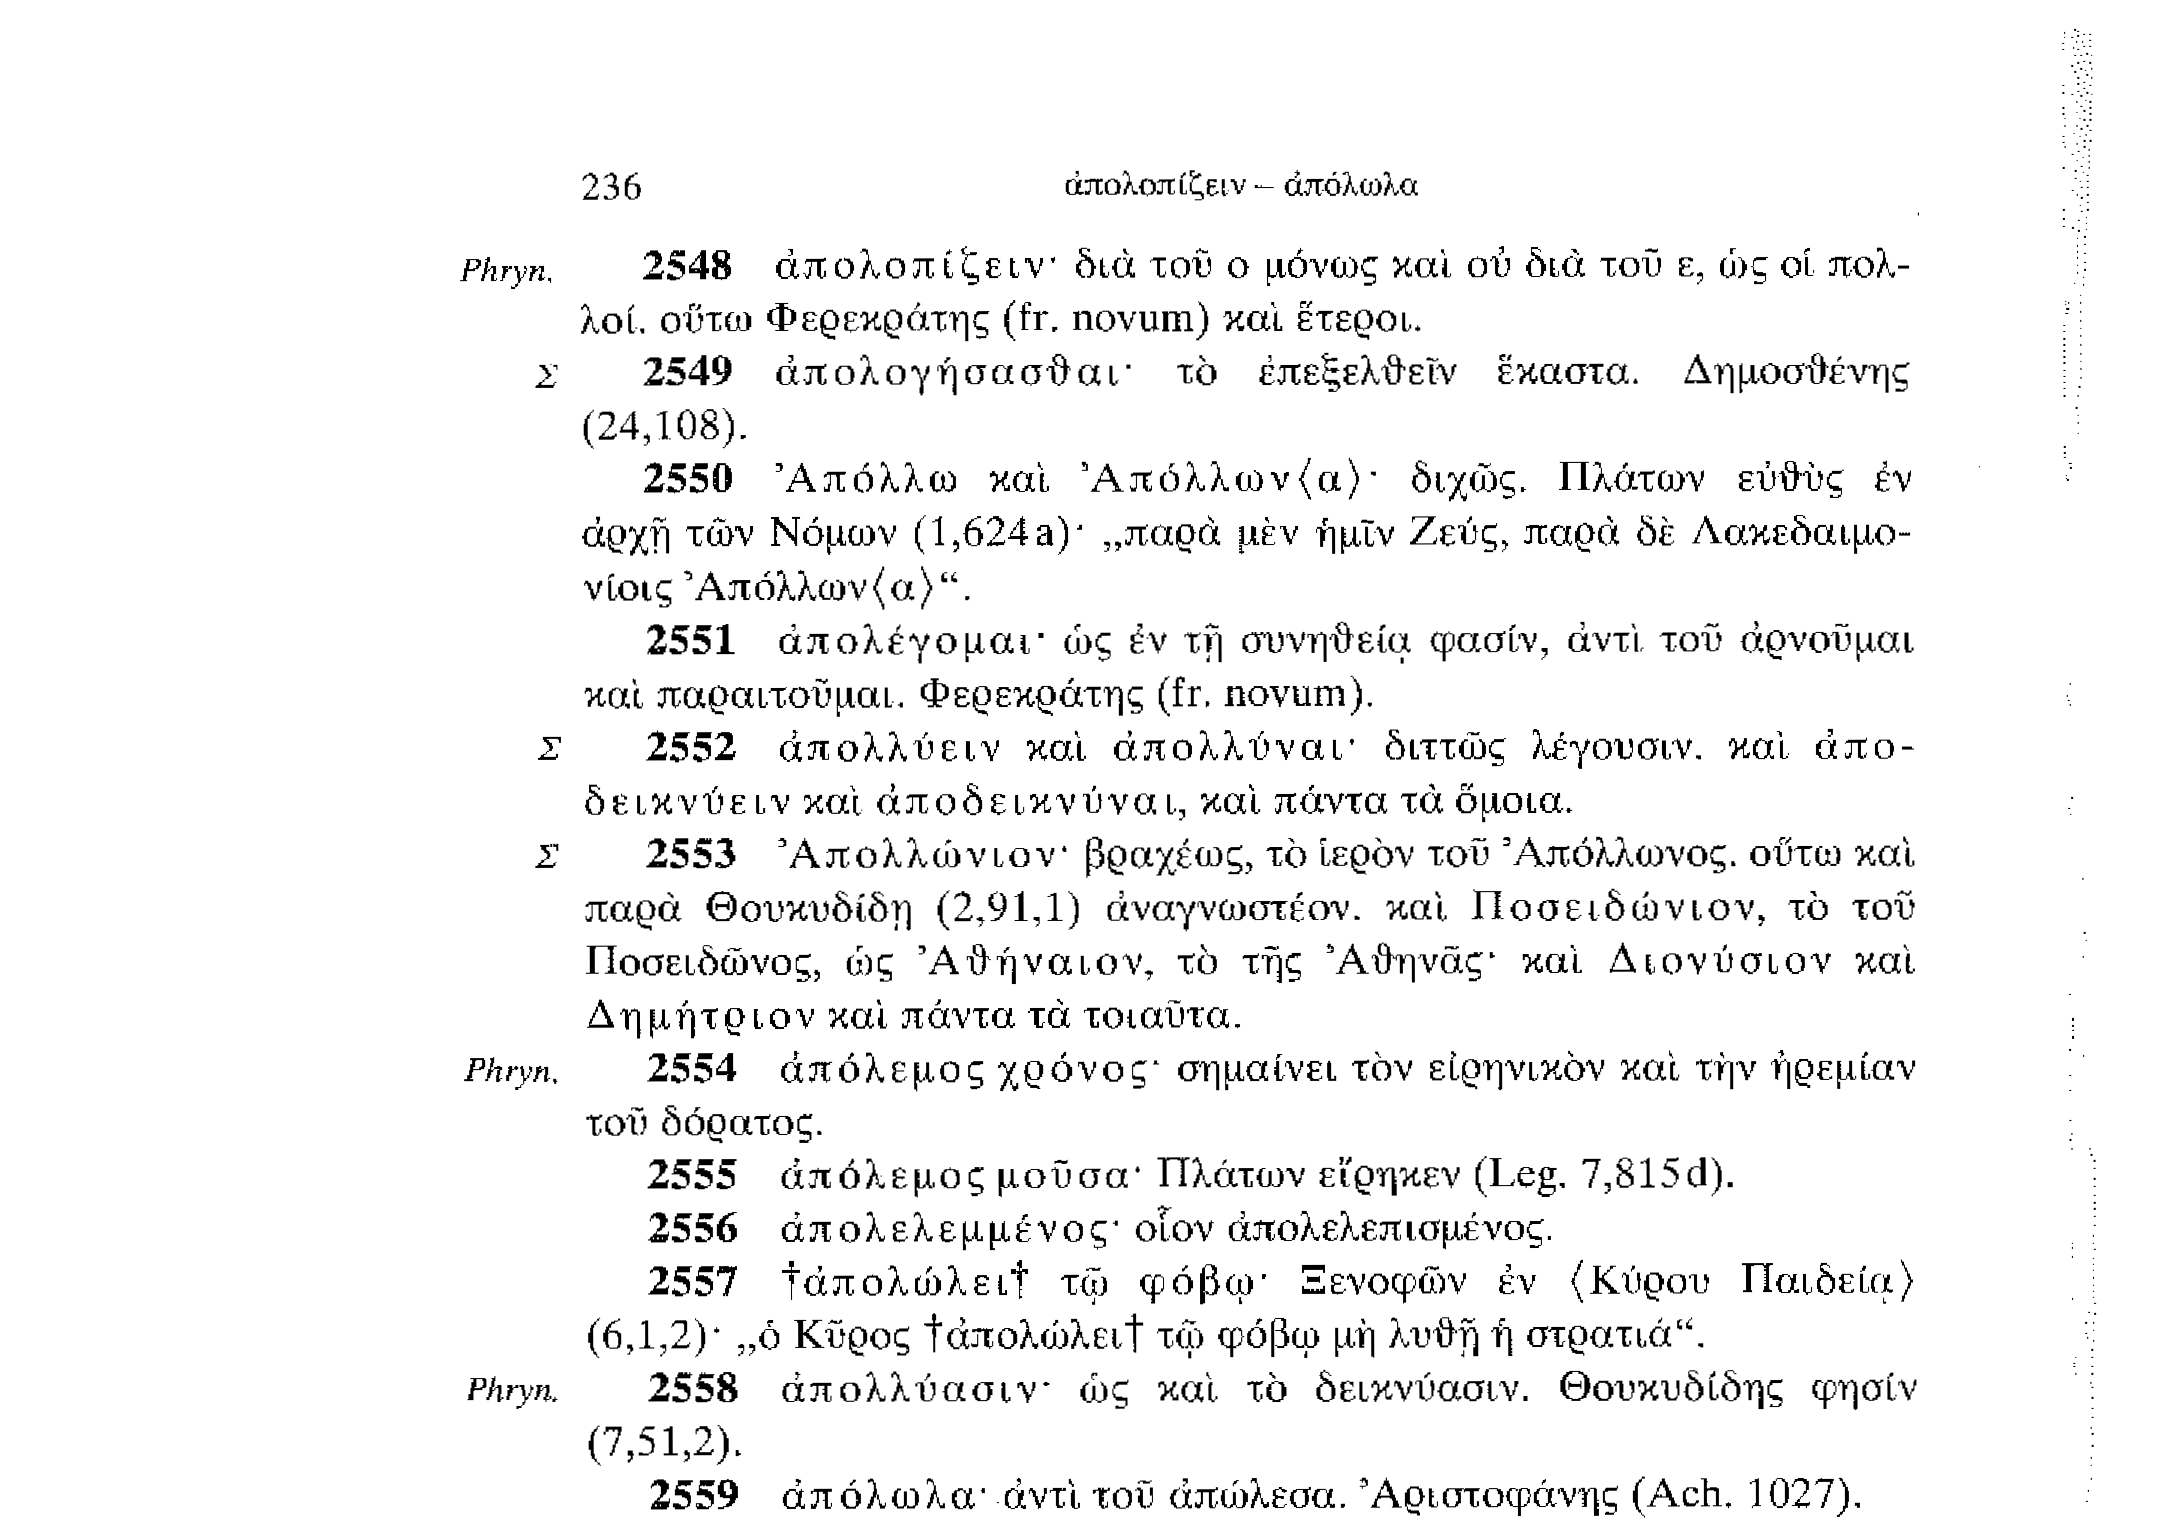 236 ἀπολοπίζειν – ἀπόλωλα
Phryn. 2548 ἀπολοπίζειν· διὰ τοῦ ο μόνως καὶ οὐ διὰ τοῦ ε, ὡς οἱ πολ-
λοί. οὕτω Φερεκράτης (fr. novum) καὶ ἕτεροι.
Σ 2549 ἀπολογήσασθαι· τὸ ἐπεξελθεῖν ἕκαστα. Δημοσθένης
(24,108).
2550 Ἀπόλλω καὶ Ἀπόλλων⟨α⟩· διχῶς. Πλάτων εὐθὺς ἐν
ἀρχῇ τῶν Νόμων (1,624a)· „παρὰ μὲν ἡμῖν Ζεύς, παρὰ δὲ Λακεδαιμο-
νίοις Ἀπόλλων⟨α⟩“.
2551 ἀπολέγομαι· ὡς ἐν τῇ συνηθείᾳ φασίν, ἀντὶ τοῦ ἀρνοῦμαι
καὶ παραιτοῦμαι. Φερεκράτης (fr. novum).
Σ 2552 ἀπολλύειν καὶ ἀπολλύναι· διττῶς λέγουσιν. καὶ ἀπο-
δεικνύειν καὶ ἀποδεικνύναι, καὶ πάντα τὰ ὅμοια.
Σ 2553 Ἀπολλώνιον· βραχέως, τὸ ἱερὸν τοῦ Ἀπόλλωνος. οὕτω καὶ
παρὰ Θουκυδίδῃ (2,91,1) ἀναγνωστέον. καὶ Ποσειδώνιον, τὸ τοῦ
Ποσειδῶνος, ὡς Ἀθήναιον, τὸ τῆς Ἀθηνᾶς· καὶ Διονύσιον καὶ
Δημήτριον καὶ πάντα τὰ τοιαῦτα.
Phryn. 2554 ἀπόλεμος χρόνος· σημαίνει τὸν εἰρηνικὸν καὶ τὴν ἠρεμίαν
τοῦ δόρατος.
2555 ἀπόλεμος μοῦσα· Πλάτων εἴρηκεν (Leg. 7,815d).
2556 ἀπολελεμμένος· οἷον ἀπολελεπισμένος.
2557 †ἀπολώλει† τῷ φόβῳ· Ξενοφῶν ἐν ⟨Κύρου Παιδείᾳ⟩
(6,1,2)· „ὁ Κῦρος †ἀπολώλει† τῷ φόβῳ μὴ λυθῇ ἡ στρατιά“.
Phryn. 2558 ἀπολλύασιν· ὡς καὶ τὸ δεικνύασιν. Θουκυδίδης φησίν
(7,51,2).
2559 ἀπόλωλα· ἀντὶ τοῦ ἀπώλεσα. Ἀριστοφάνης (Ach. 1027).